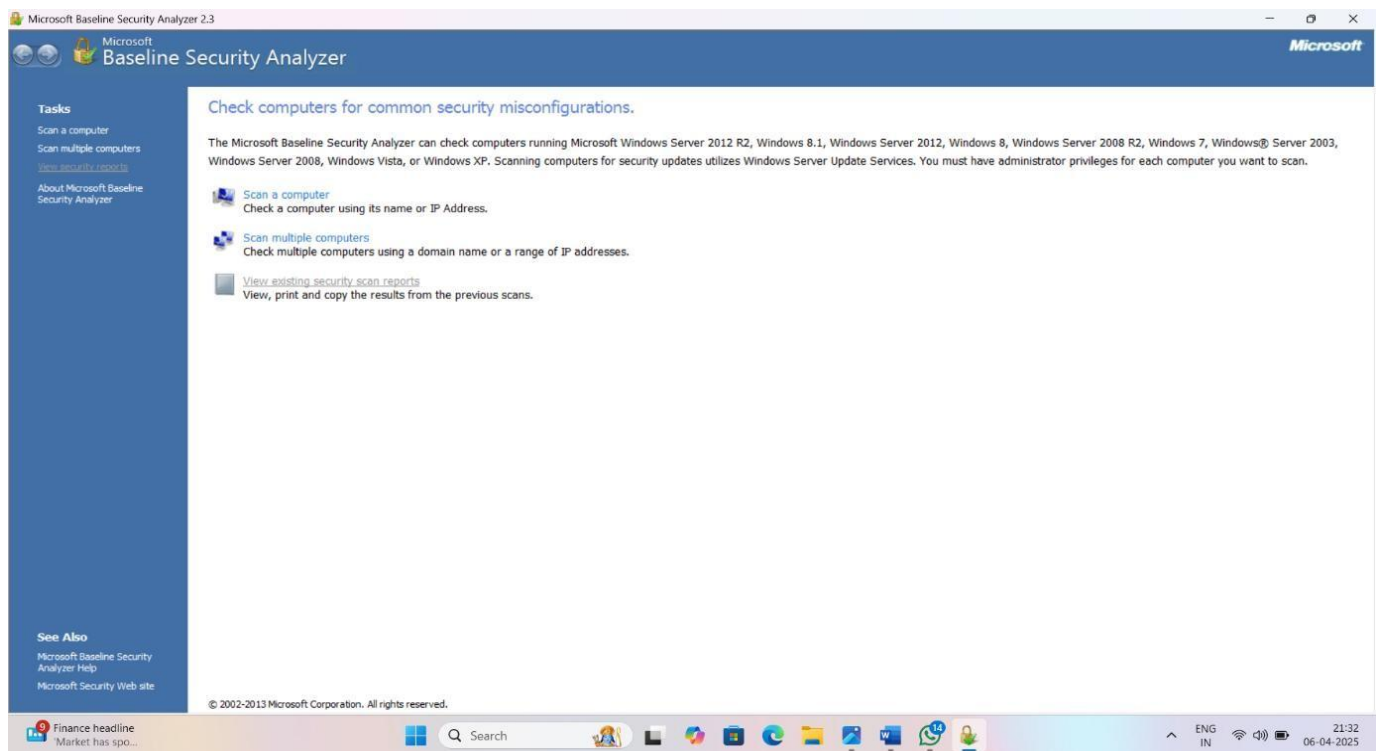 Microsoft Baseline Security Analyzer 2.3
Microsoft
Baseline Security Analyzer
Microsoft
Tasks
Scan a computer
Scan multiple computers
View security reports
About Microsoft Baseline
Security Analyzer
Check computers for common security misconfigurations.
The Microsoft Baseline Security Analyzer can check computers running Microsoft Windows Server 2012 R2, Windows 8.1, Windows Server 2012, Windows 8, Windows Server 2008 R2, Windows 7, Windows® Server 2003,
Windows Server 2008, Windows Vista, or Windows XP. Scanning computers for security updates utilizes Windows Server Update Services. You must have administrator privileges for each computer you want to scan.
Scan a computer
Check a computer using its name or IP Address.
Scan multiple computers
Check multiple computers using a domain name or a range of IP addresses.
View existing security scan reports
View, print and copy the results from the previous scans.
See Also
Microsoft Baseline Security
Analyzer Help
Microsoft Security Web site
© 2002-2013 Microsoft Corporation. All rights reserved.
9
Finance headline
'Market has spo...
Search
14
ENG
IN
21:32
06-04-2025